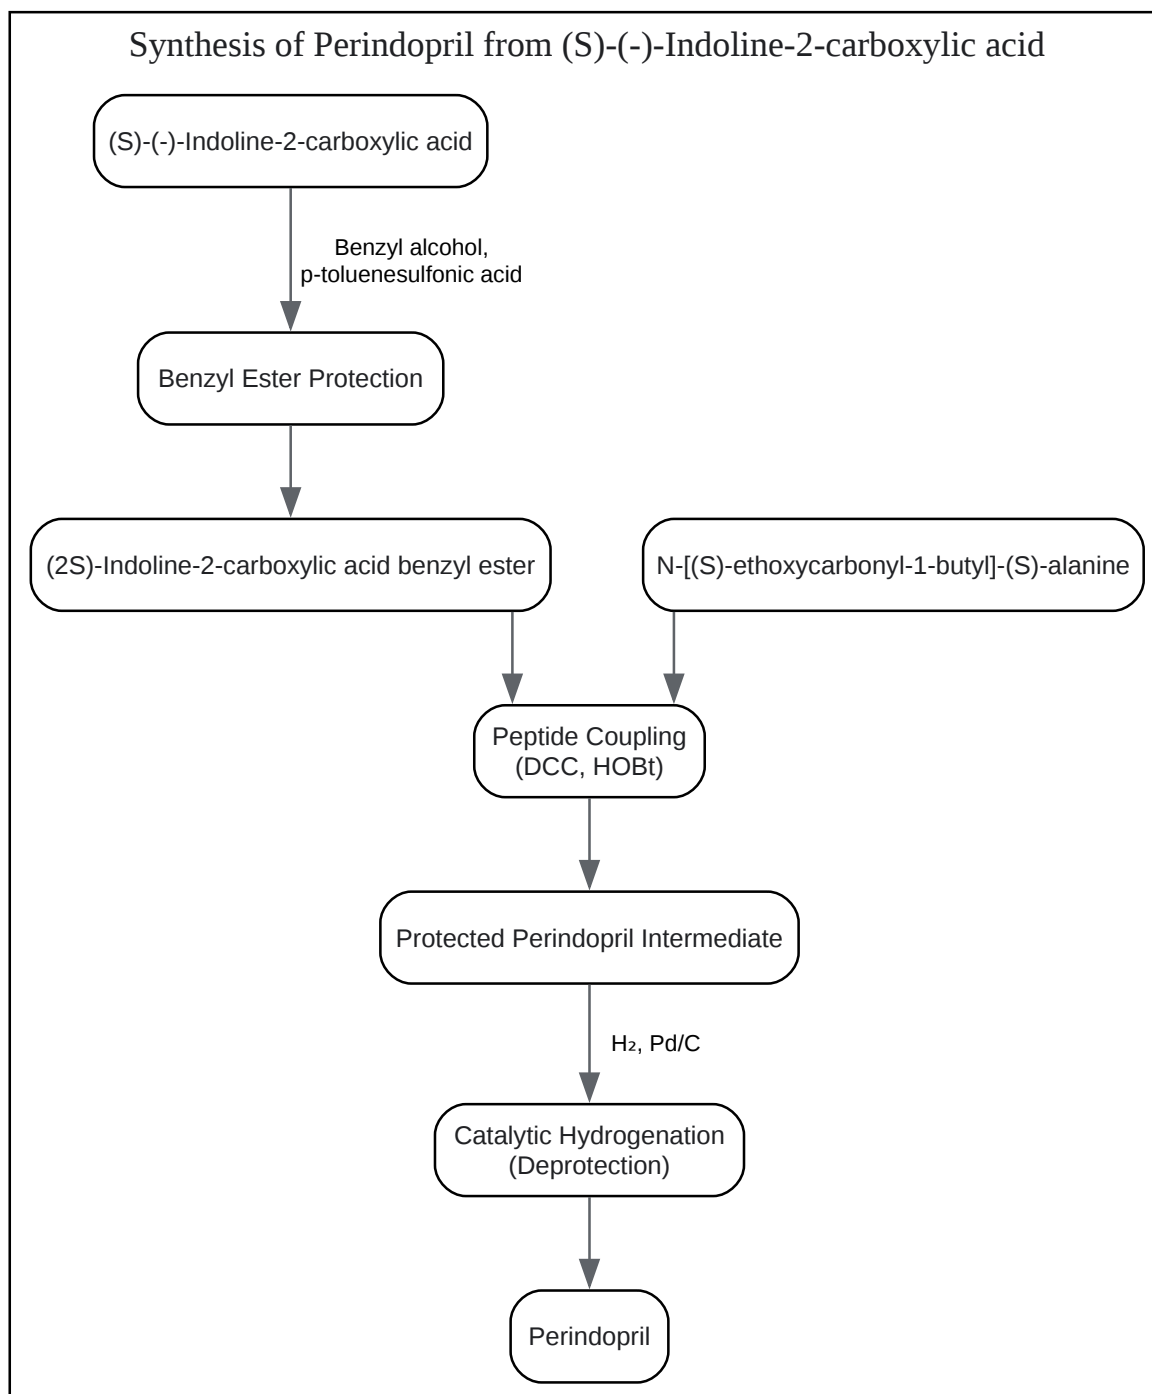 Synthesis of Perindopril from (S)-(-)-Indoline-2-carboxylic acid
(S)-(-)-Indoline-2-carboxylic acid
Benzyl alcohol,
p-toluenesulfonic acid
Benzyl Ester Protection
(2S)-Indoline-2-carboxylic acid benzyl ester
N-[(S)-ethoxycarbonyl-1-butyl]-(S)-alanine
Peptide Coupling
(DCC, HOBt)
Protected Perindopril Intermediate
H₂, Pd/C
Catalytic Hydrogenation
(Deprotection)
Perindopril